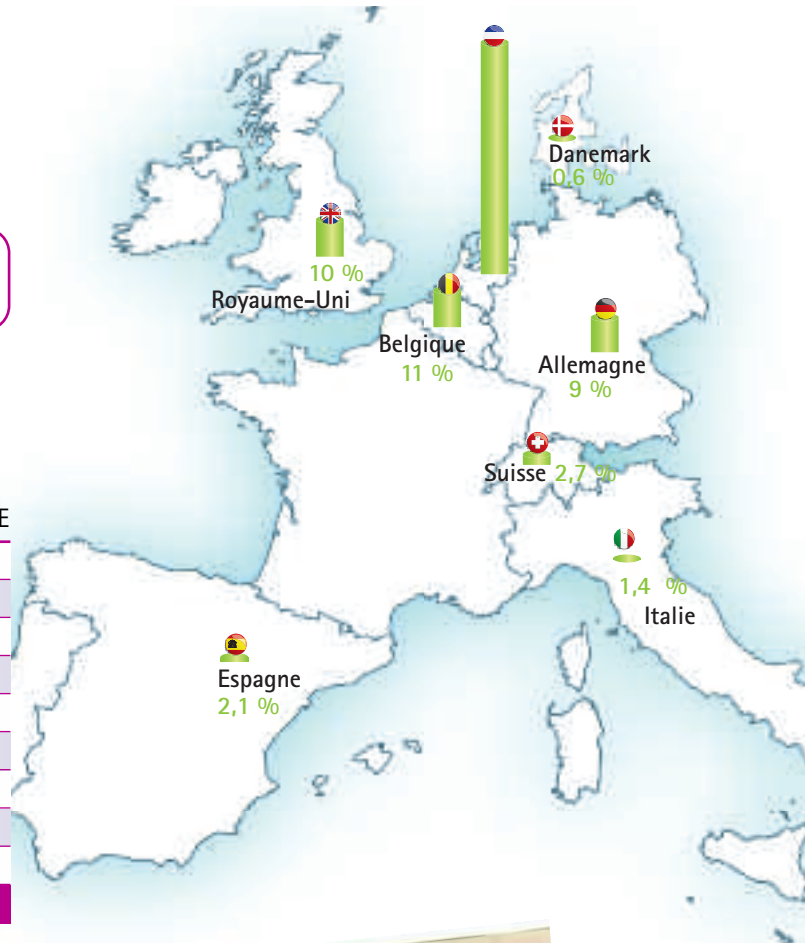 Danemark
0,6 %
10 %
Royaume-Uni
Belgique
11 %
Allemagne
9 %
Suisse 2,7 %
E
1,4 %
Italie
Espagne
2,1 %